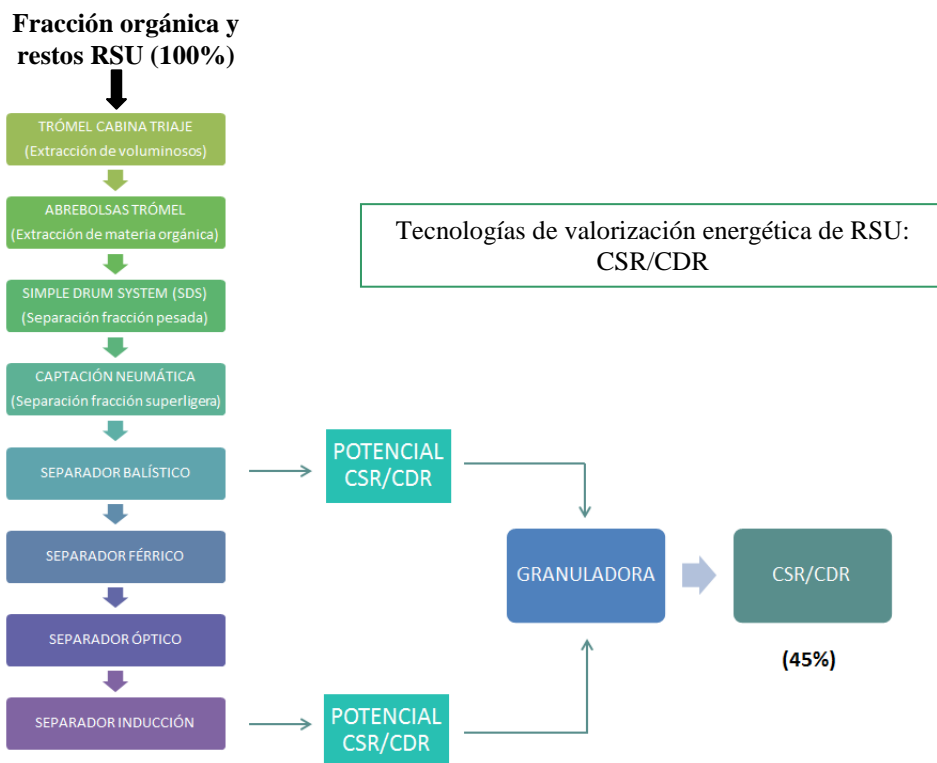 Fracción orgánica y
restos RSU (100%)
TRÓMEL CABINA TRIAJE
(Extracción de voluminosos)
ABREBOLSAS TRÓMEL
(Extracción de materia orgánica)
SIMPLE DRUM SYSTEM (SDS)
(Separación fracción pesada)
CAPTACIÓN NEUMÁTICA
(Separación fracción superligera)
SEPARADOR BALÍSTICO
SEPARADOR FÉRRICO
SEPARADOR ÓPTICO
SEPARADOR INDUCCIÓN
Tecnologías de valorización energética de RSU:
CSR/CDR
POTENCIAL
CSR/CDR
POTENCIAL
CSR/CDR
GRANULADORA
CSR/CDR
(45%)